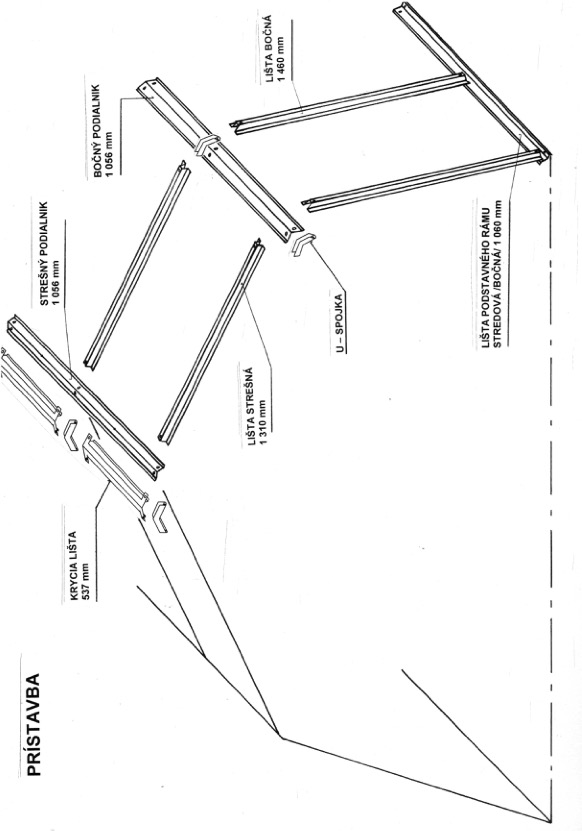 PRÍSTAVBA
KRYCIA LIŠTA
537 mm
STREŠNÝ PODIALNIK
1 056 mm
BOČNÝ PODIALNIK
1 056 mm
LIŠTA BOČNÁ
1 460 mm
LIŠTA STREŠNÁ
1 310 mm
U – SPOJKA
LIŠTA PODSTAVNÉHO RÁMU
STREDOVÁ /BOČNÁ/ 1 060 mm